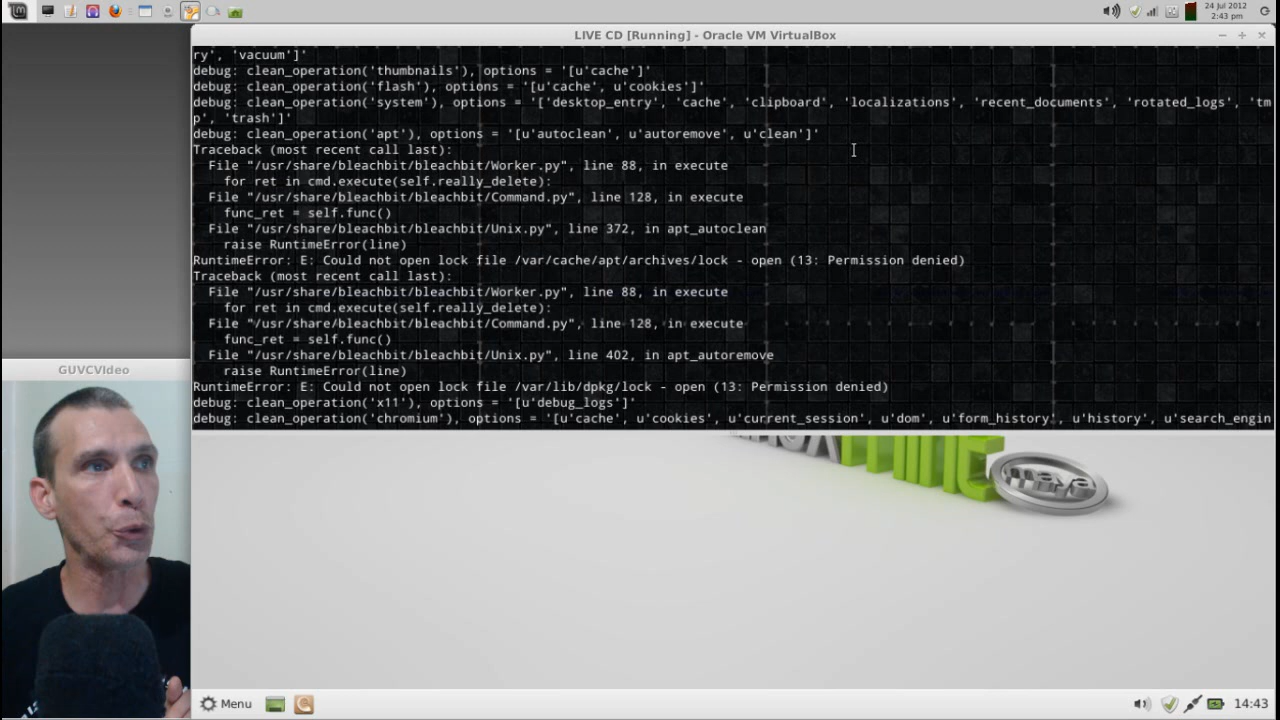 24 Jul 2012
2:43 pm
LIVE CD [Running] - Oracle VM VirtualBox
ry', 'vacuum']'
debug: clean_operation('thumbnails'), options = '[u'cache']'
debug: clean_operation('flash'), options = '[u'cache', u'cookies']'
debug: clean_operation('system'), options = '['desktop_entry', 'cache', 'clipboard', 'localizations', 'recent_documents', 'rotated_logs', 'tm
p', 'trash']'
debug: clean_operation('apt'), options = '[u'autoclean', u'autoremove', u'clean']'
Traceback (most recent call last):
  File "/usr/share/bleachbit/bleachbit/Worker.py", line 88, in execute
    for ret in cmd.execute(self.really_delete):
  File "/usr/share/bleachbit/bleachbit/Command.py", line 128, in execute
    func_ret = self.func()
  File "/usr/share/bleachbit/bleachbit/Unix.py", line 372, in apt_autoclean
    raise RuntimeError(line)
RuntimeError: E: Could not open lock file /var/cache/apt/archives/lock - open (13: Permission denied)
Traceback (most recent call last):
  File "/usr/share/bleachbit/bleachbit/Worker.py", line 88, in execute
    for ret in cmd.execute(self.really_delete):
  File "/usr/share/bleachbit/bleachbit/Command.py", line 128, in execute
    func_ret = self.func()
  File "/usr/share/bleachbit/bleachbit/Unix.py", line 402, in apt_autoremove
    raise RuntimeError(line)
RuntimeError: E: Could not open lock file /var/lib/dpkg/lock - open (13: Permission denied)
debug: clean_operation('x11'), options = '[u'debug_logs']'
debug: clean_operation('chromium'), options = '[u'cache', u'cookies', u'current_session', u'dom', u'form_history', u'history', u'search_engin
GUVCVideo
maya
Menu
14:43